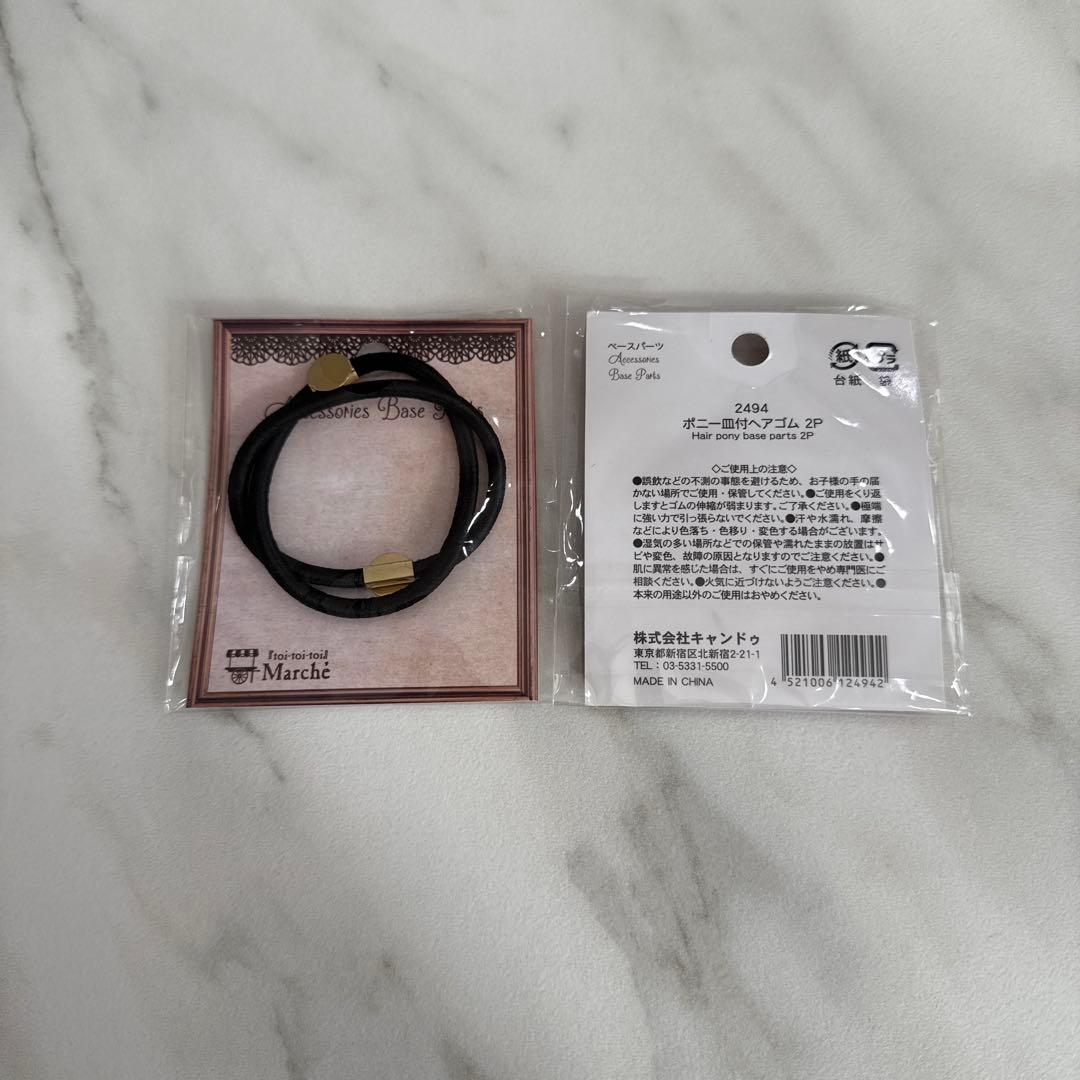 Accessories Base Parts
『toi-toi-toi』
Marché
ベースパーツ
Accessories
Base Parts
紙 プラ
台紙 袋
2494
ポニー皿付ヘアゴム 2P
Hair pony base parts 2P
◇ご使用上の注意◇
●誤飲などの不測の事態を避けるため、お子様の手の届
かない場所でご使用・保管してください。●ご使用をくり返
しますとゴムの伸縮が弱まります。ご了承ください。●極端
に強い力で引っ張らないでください。●汗や水濡れ、摩擦
などにより色落ち・色移り・変色する場合がございます。
●湿気の多い場所などでの保管や濡れたままの放置はサ
ビや変色、故障の原因となりますのでご注意ください。●
肌に異常を感じた場合は、すぐにご使用をやめ専門医にご
相談ください。●火気に近づけないようご注意ください。●
本来の用途以外のご使用はおやめください。
株式会社キャンドゥ
東京都新宿区北新宿2-21-1
TEL：03-5331-5500
MADE IN CHINA
4 521006 124942